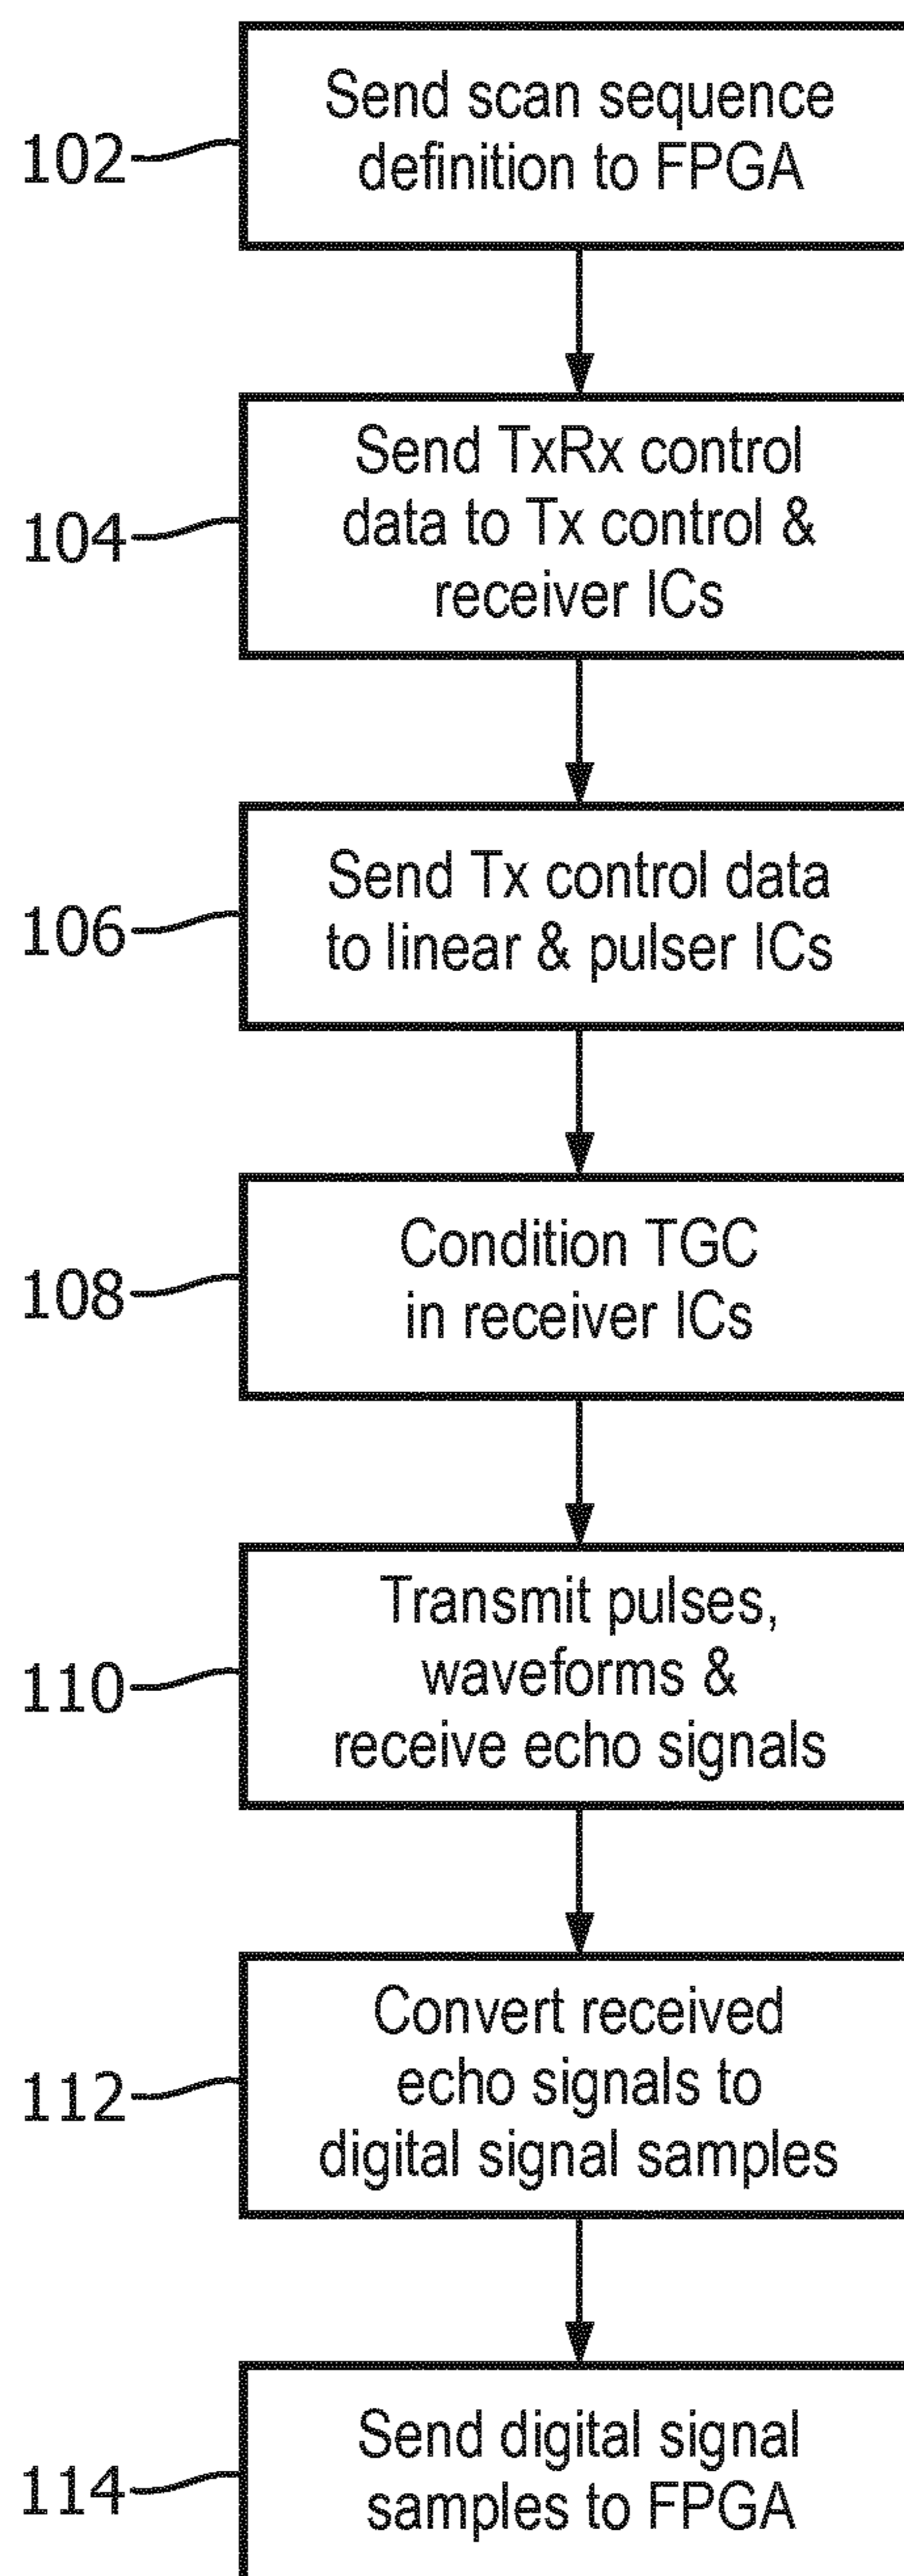 102
Send scan sequence
definition to FPGA
104
Send TxRx control
data to Tx control &
receiver ICs
106
Send Tx control data
to linear & pulser ICs
108
Condition TGC
in receiver ICs
110
Transmit pulses,
waveforms &
receive echo signals
112
Convert received
echo signals to
digital signal samples
114
Send digital signal
samples to FPGA